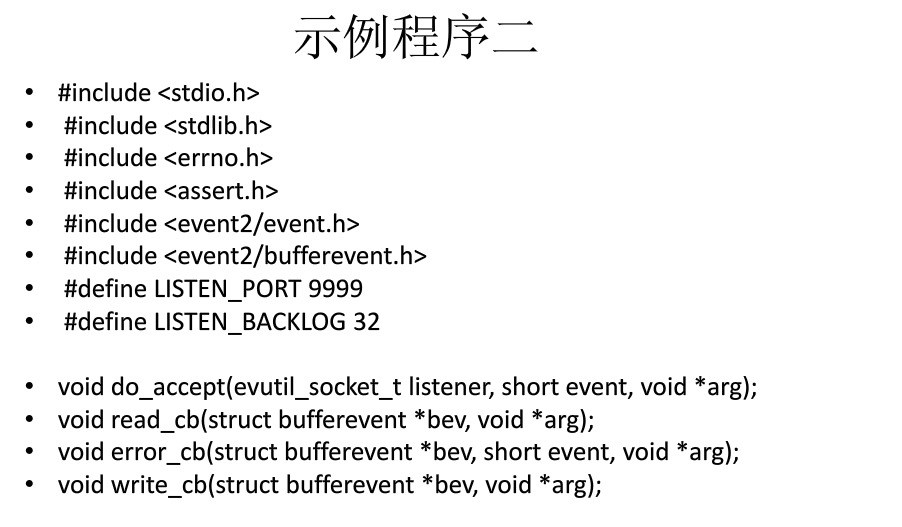 示例程序二
• #include <stdio.h>
• #include <stdlib.h>
• #include <errno.h>
• #include <assert.h>
• #include <event2/event.h>
• #include <event2/bufferevent.h>
• #define LISTEN_PORT 9999
• #define LISTEN_BACKLOG 32
• void do_accept(evutil_socket_t listener, short event, void *arg);
• void read_cb(struct bufferevent *bev, void *arg);
• void error_cb(struct bufferevent *bev, short event, void *arg);
• void write_cb(struct bufferevent *bev, void *arg);